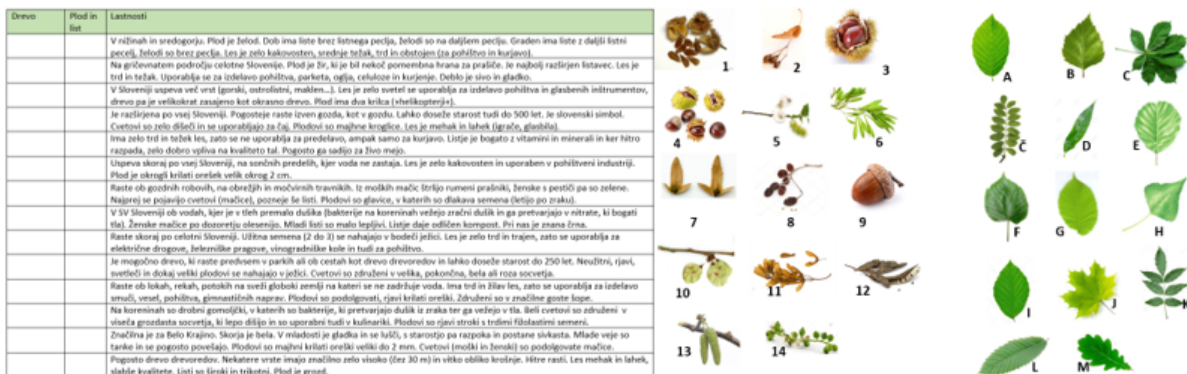 Drevo Plod in list Lastnosti
V nižinah in sredogorju. Plod je želod. Dob ima liste brez listnega peclja, želodi so na daljšem peclju. Graden ima liste z daljši listni
pecelj, želodi so brez peclja. Les je zelo kakovosten, srednje težak, trd in obstojen (za pohištvo in kurjavo).
Na gričevnatem področju celotne Slovenije. Plod je žir, ki je bil nekoč pomembna hrana za prašiče. Je najbolj razširjen listavec. Les je
trd in težak. Uporablja se za izdelavo pohištva, parketa, oglja, celuloze in kurjenje. Deblo je sivo in gladko.
V Sloveniji uspeva več vrst (gorski, ostrolistni, maklen...). Les je zelo svetel se uporablja za izdelavo pohištva in glasbenih inštrumentov,
drevo pa je velikokrat zasajeno kot okrasno drevo. Plod ima dva krilca (»helikopterji«).
Je razširjena po vsej Sloveniji. Pogosteje raste izven gozda, kot v gozdu. Lahko doseže starost tudi do 500 let. Je slovenski simbol.
Cvetovi so zelo dišeči in se uporabljajo za čaj. Plodovi so majhne kroglice. Les je mehak in lahek (igrače, glasbila).
Ima zelo trd in težek les, zato se ne uporablja za predelavo, ampak samo za kurjavo. Listje je bogato z vitamini in minerali in ker hitro
razpada, zelo dobro vpliva na kvaliteto tal. Pogosto ga sadijo za živo mejo.
Uspeva skoraj po vsej Sloveniji, na sončnih predelih, kjer voda ne zastaja. Les je zelo kakovosten in uporaben v pohištveni industriji.
Plod je okrogli krilati orešek velik okrog 2 cm.
Raste ob gozdnih robovih, na obrežjih in močvirnih travnikih. Iz moških mačic štrlijo rumeni prašniki, ženske s pestiči pa so zelene.
Najprej se pojavijo cvetovi (mačice), pozneje še listi. Plodovi so glavice, v katerih so dlakava semena (letijo po zraku).
V SV Sloveniji ob vodah, kjer je v tleh premalo dušika (bakterije na koreninah vežejo zračni dušik in ga pretvarjajo v nitrate, ki bogati
tla). Ženske mačice po dozoretju olesenijo. Mladi listi so malo lepljivi. Listje daje odličen kompost. Pri nas je znana črna.
Raste skoraj po celotni Sloveniji. Užitna semena (2 do 3) se nahajajo v bodeči ježici. Les je zelo trd in trajen, zato se uporablja za
električne drogove, železniške pragove, vinogradniške kole in tudi za pohištvo.
Je mogočno drevo, ki raste predvsem v parkih ali ob cestah kot drevo drevoredov in lahko doseže starost do 250 let. Neužitni, rjavi,
svetleči in dokaj veliki plodovi se nahajajo v ježici. Cvetovi so združeni v velika, pokončna, bela ali roza socvetja.
Raste ob lokah, rekah, potokih na sveži globoki zemlji na kateri se ne zadržuje voda. Ima trd in žilav les, zato se uporablja za izdelavo
smuči, vesel, pohištva, gimnastičnih naprav. Plodovi so podolgovati, rjavi krilati oreški. Združeni so v značilne goste šope.
Na koreninah so drobni gomoljčki, v katerih so bakterije, ki pretvarjajo dušik iz zraka ter ga vežejo v tla. Beli cvetovi so združeni v
viseča grozdasta socvetja, ki lepo dišijo in so uporabni tudi v kulinariki. Plodovi so rjavi stroki s trdimi fižolastimi semeni.
Značilna je za Belo Krajino. Skorja je bela. V mladosti je gladka in se lušči, s starostjo pa razpoka in postane sivkasta. Mlade veje so
tanke in se pogosto povešajo. Plodovi so majhni krilati oreški veliki do 2 mm. Cvetovi (moški in ženski) so podolgovate mačice.
Pogosto drevo drevoredov. Nekatere vrste imajo značilno zelo visoko (čez 30 m) in vitko obliko krošnje. Hitre rasti. Les mehak in lahek,
slabše kvalitete. Listi so široki in trikotni. Plod je grozd.
1 2 3
4 5 6
7 8 9
10 11 12
13 14
A B C
Č D E
F G H
I J K
L M